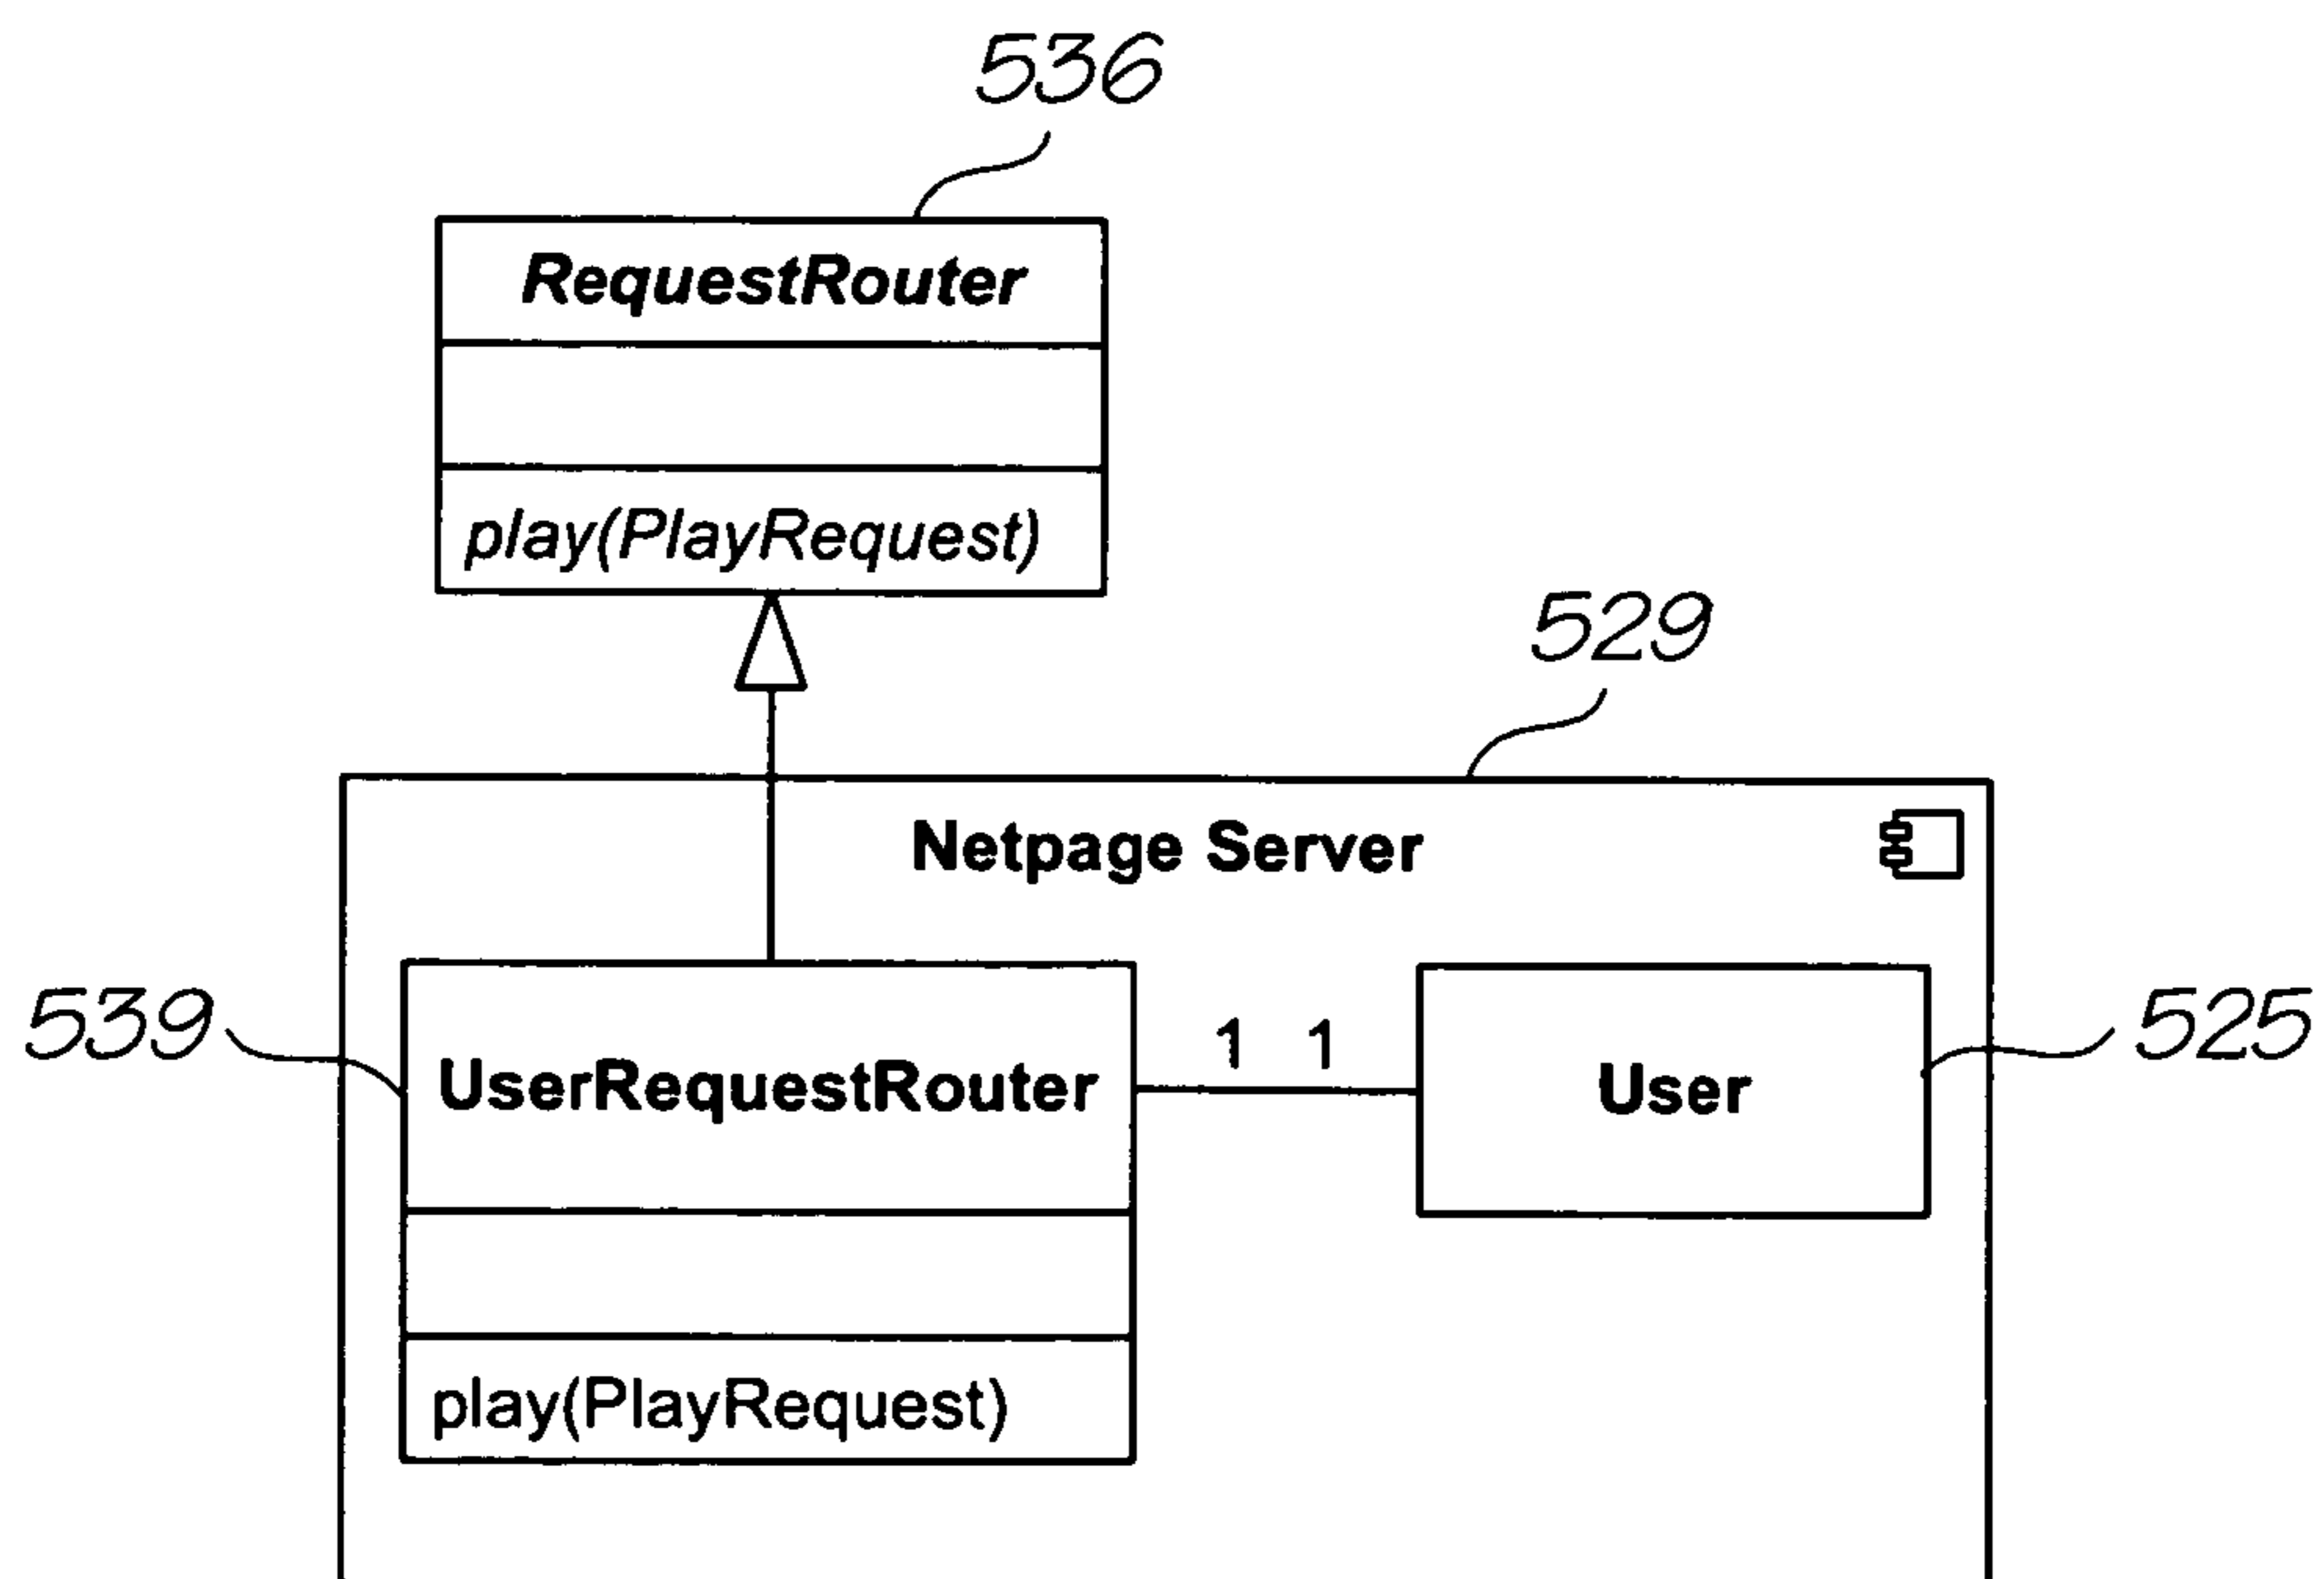 536
RequestRouter
play(PlayRequest)
529
Netpage Server
539
UserRequestRouter
1 1
User
525
play(PlayRequest)